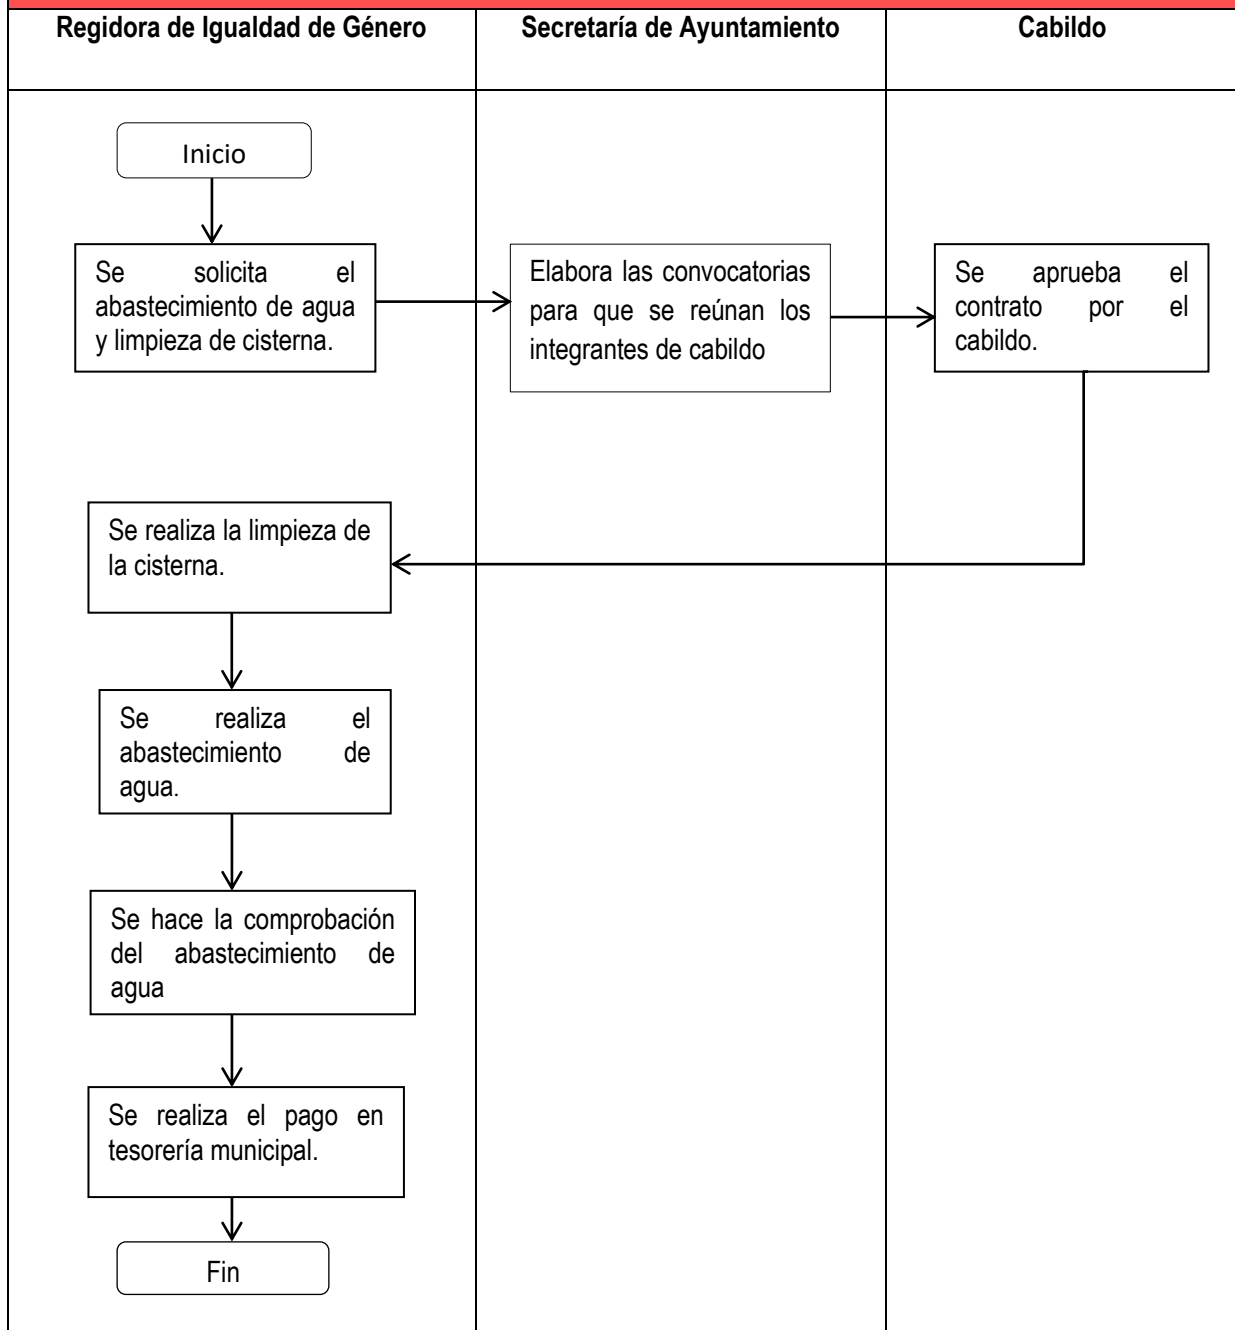 Regidora de Igualdad de Género
Secretaría de Ayuntamiento
Cabildo
Inicio
Se solicita el
abastecimiento de agua
y limpieza de cisterna.
Elabora las convocatorias
para que se reúnan los
integrantes de cabildo
Se aprueba el
contrato por el
cabildo.
Se realiza la limpieza de
la cisterna.
Se realiza el
abastecimiento de
agua.
Se hace la comprobación
del abastecimiento de
agua
Se realiza el pago en
tesorería municipal.
Fin